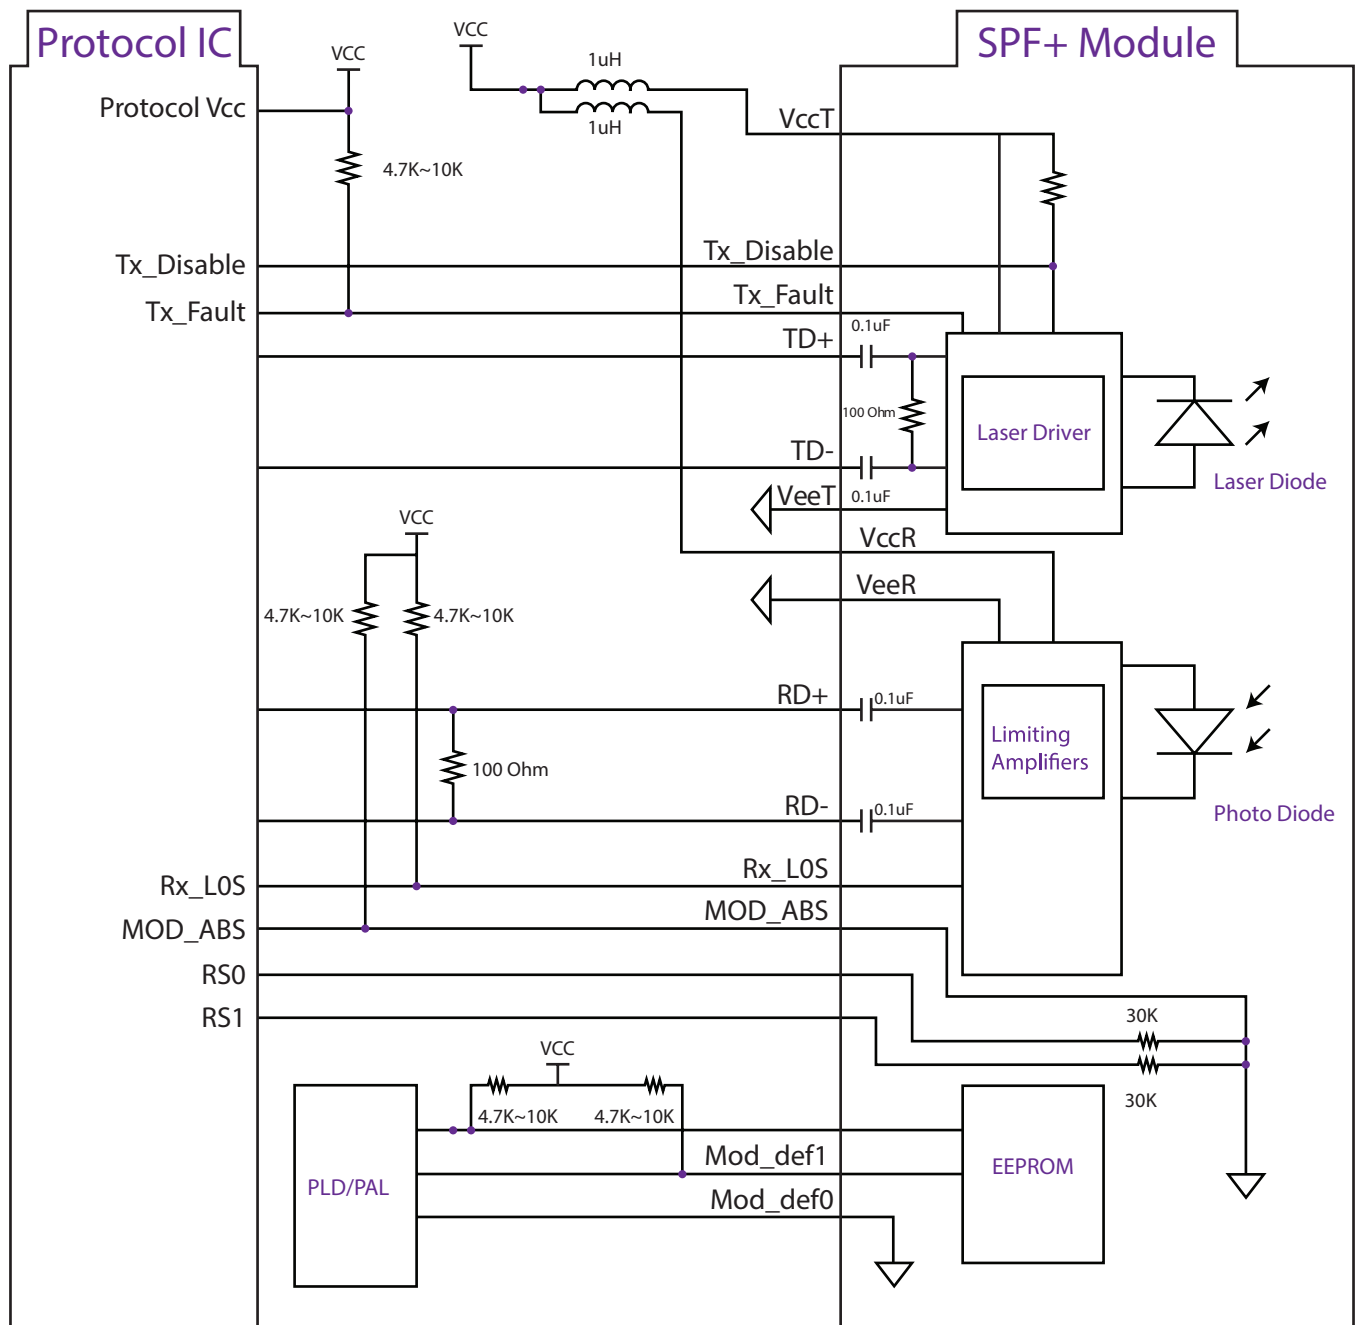 Protocol IC
SPF+ Module
VCC
VCC
1uH
1uH
Protocol Vcc
VccT
4.7K~10K
Tx_Disable
Tx_Disable
Tx_Fault
Tx_Fault
0.1uF
TD+
100 Ohm
Laser Driver
TD-
Laser Diode
VeeT
0.1uF
VCC
VccR
VeeR
4.7K~10K
4.7K~10K
RD+
0.1uF
Limiting
Amplifiers
100 Ohm
RD-
0.1uF
Photo Diode
Rx_L0S
Rx_L0S
MOD_ABS
MOD_ABS
RS0
RS1
30K
VCC
30K
4.7K~10K
4.7K~10K
Mod_def1
EEPROM
PLD/PAL
Mod_def0